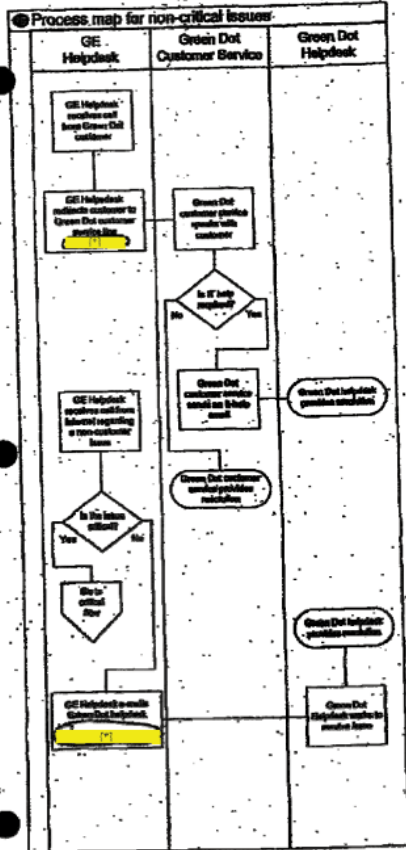 Process map for non-critical issues
GE
Helpdesk
Green Dot
Customer Service
Green Dot
Helpdesk
GE Helpdesk
receives call
from Green Dot
customer
GE Helpdesk
redirects customer to
Green Dot customer
service line
[*]
Green Dot
customer service
speaks with
customer
Is IT help
required?
No
Yes
Green Dot
customer service
sends an
email
Green Dot helpdesk
provides resolution
GE Helpdesk
receives call from
regarding
a non-customer
issue
Green Dot customer
service provides
resolution
Is the issue
critical?
Yes
No
Go to
critical
flow
Green Dot helpdesk
provides resolution
GE Helpdesk e-mails
Green Dot helpdesk
[*]
Green Dot
Helpdesk works to
resolve issue